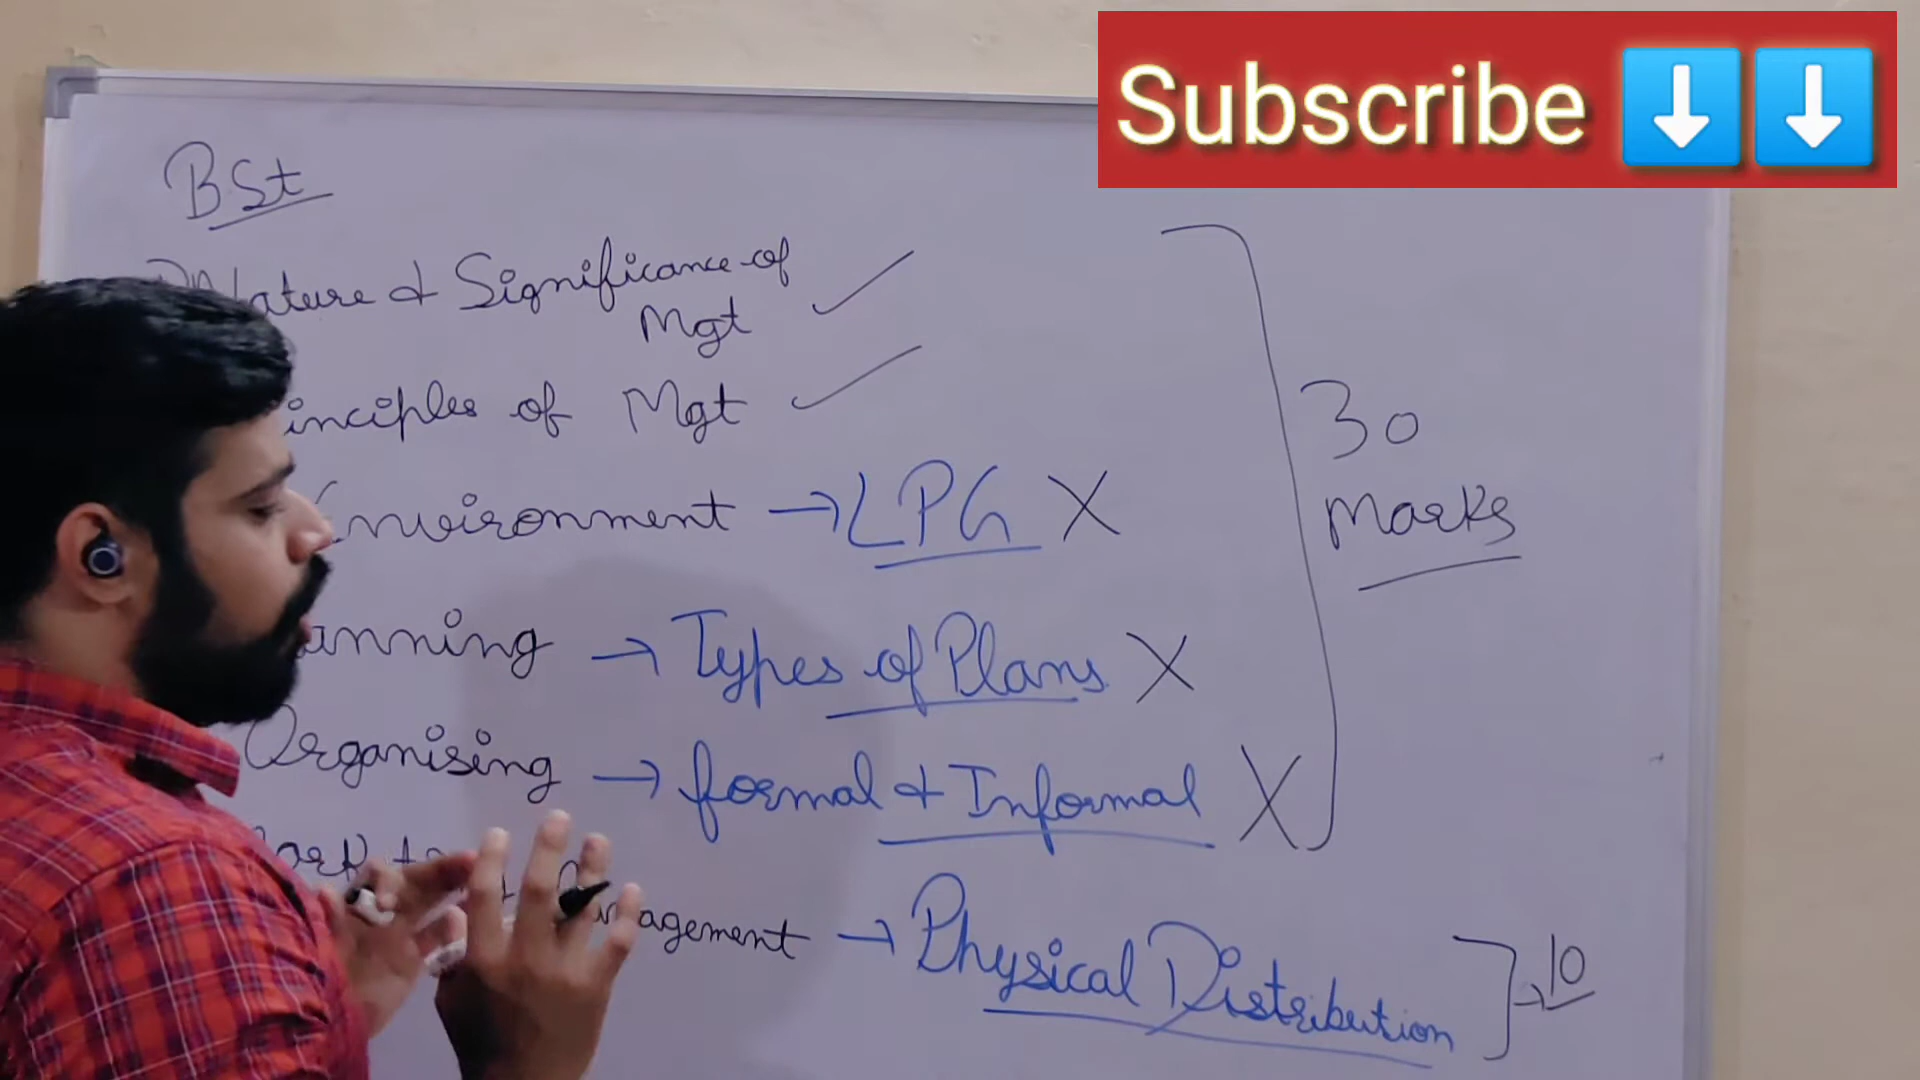 Subscribe ⬇️⬇️
BSt
Nature & Significance of
Mgt ✓
inciples of Mgt ✓
Environment → LPG X
anning → Types of Plans X
Organising → formal & Informal X
30
Marks
agement → Physical Distribution → 10